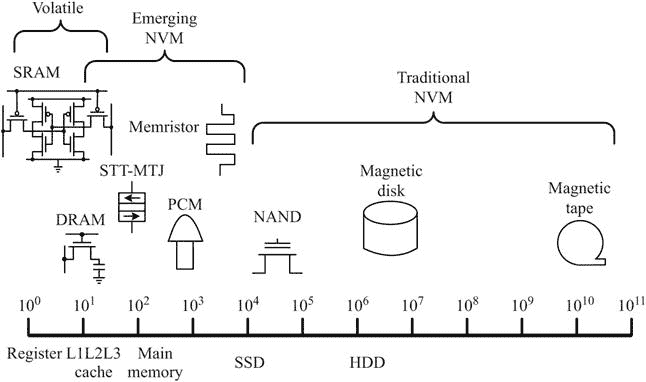 Volatile
Emerging
NVM
SRAM
Traditional
NVM
Memristor
STT-MTJ
Magnetic
disk
Magnetic
tape
PCM
DRAM
NAND
10⁰ 10¹ 10² 10³ 10⁴ 10⁵ 10⁶ 10⁷ 10⁸ 10⁹ 10¹⁰ 10¹¹
Register L1L2L3 Main
cache memory SSD HDD